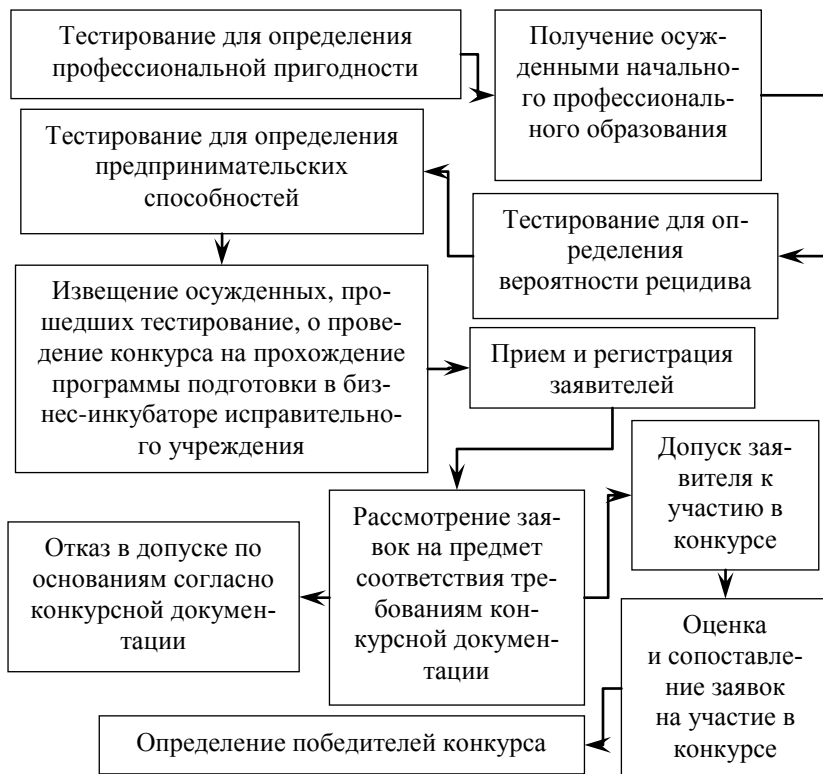 Тестирование для определения
профессиональной пригодности
Получение осуж-
денными начально-
го профессиональ-
ного образования
Тестирование для определения
предпринимательских
способностей
Тестирование для оп-
ределения
вероятности рецидива
Извещение осужденных, про-
шедших тестирование, о прове-
дение конкурса на прохождение
программы подготовки в биз-
нес-инкубаторе исправительно-
го учреждения
Прием и регистрация
заявителей
Допуск зая-
вителя к
участию в
конкурсе
Рассмотрение зая-
вок на предмет
соответствия тре-
бованиям кон-
курсной докумен-
тации
Отказ в допуске по
основаниям согласно
конкурсной докумен-
тации
Оценка
и сопоставле-
ние заявок
на участие в
конкурсе
Определение победителей конкурса